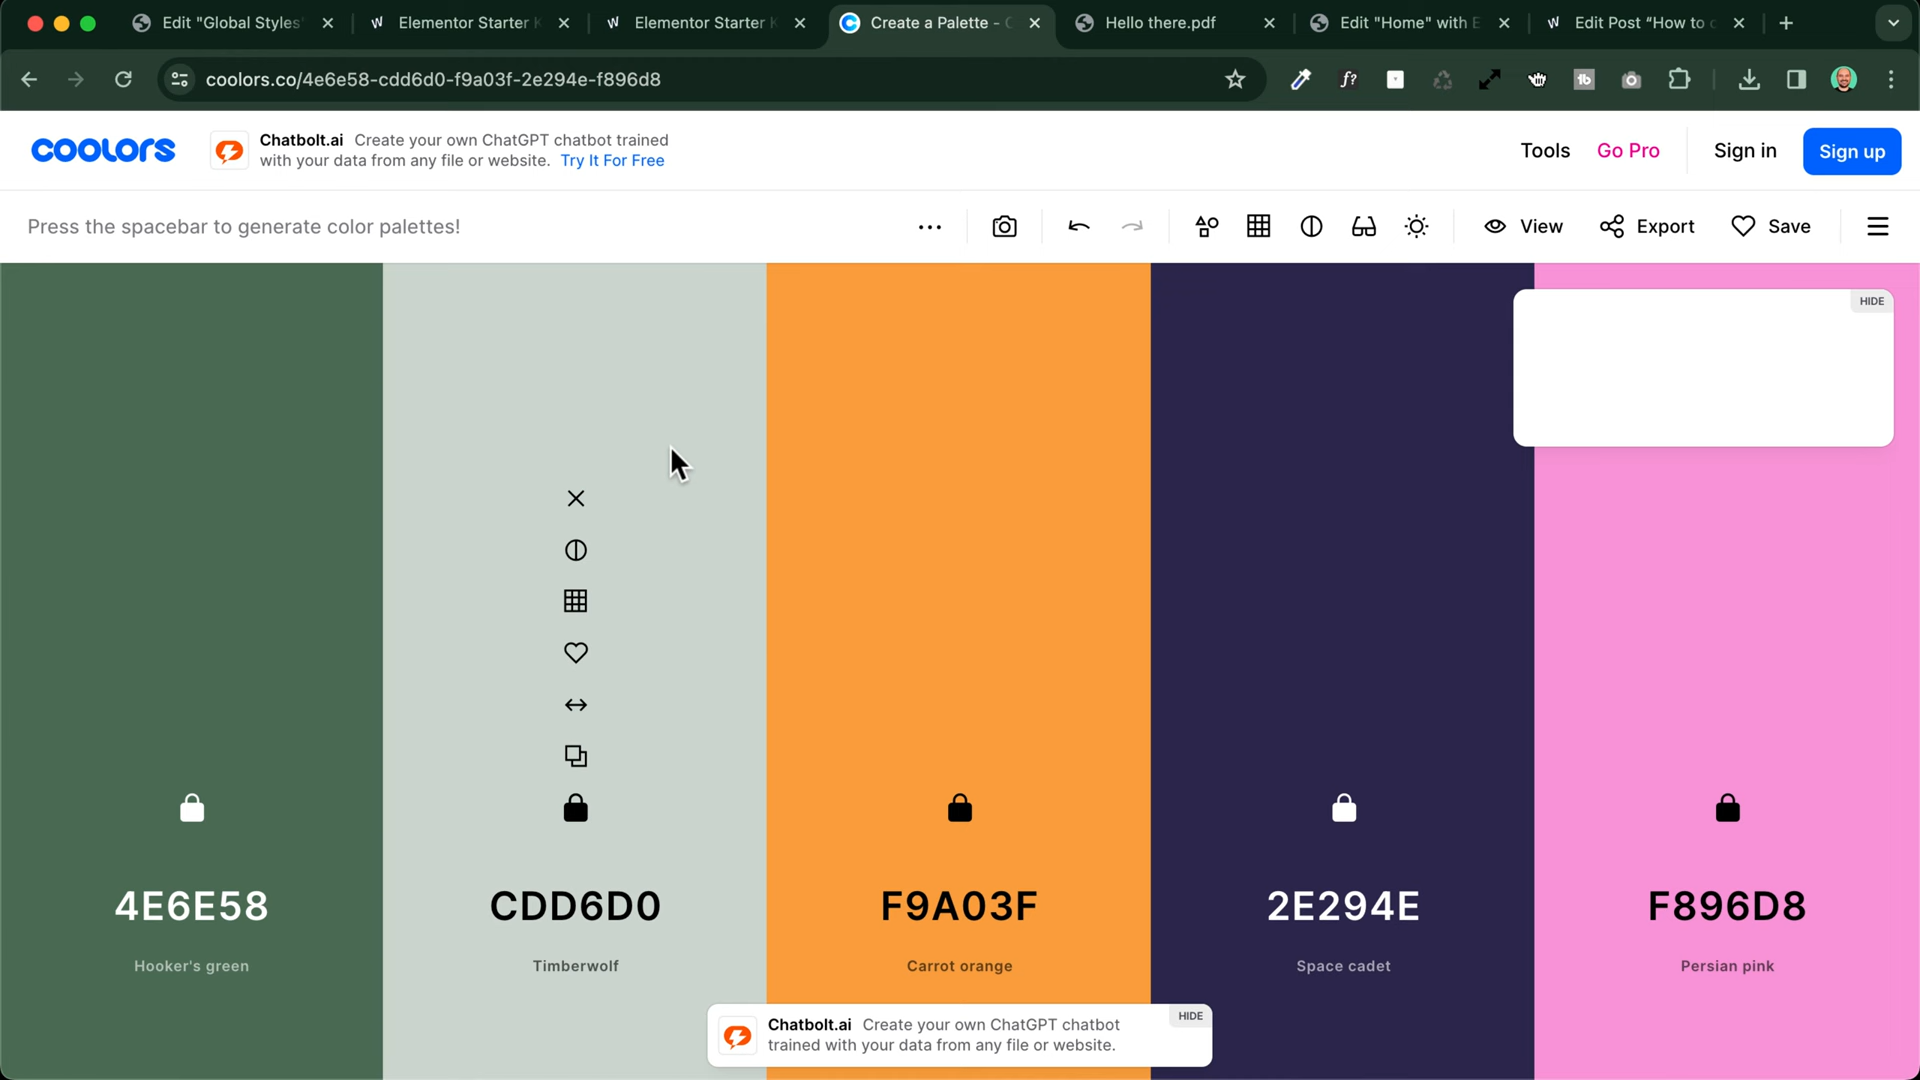 Edit "Global Styles"
Elementor Starter K
Elementor Starter K
Create a Palette - C
Hello there.pdf
Edit "Home" with E
Edit Post “How to c
coolors.co/4e6e58-cdd6d0-f9a03f-2e294e-f896d8
f?
tb
coolors
Chatbolt.ai Create your own ChatGPT chatbot trained
with your data from any file or website. Try It For Free
Tools
Go Pro
Sign in
Sign up
Press the spacebar to generate color palettes!
View
Export
Save
HIDE
4E6E58
CDD6D0
F9A03F
2E294E
F896D8
Hooker's green
Timberwolf
Carrot orange
Space cadet
Persian pink
Chatbolt.ai Create your own ChatGPT chatbot
trained with your data from any file or website.
HIDE